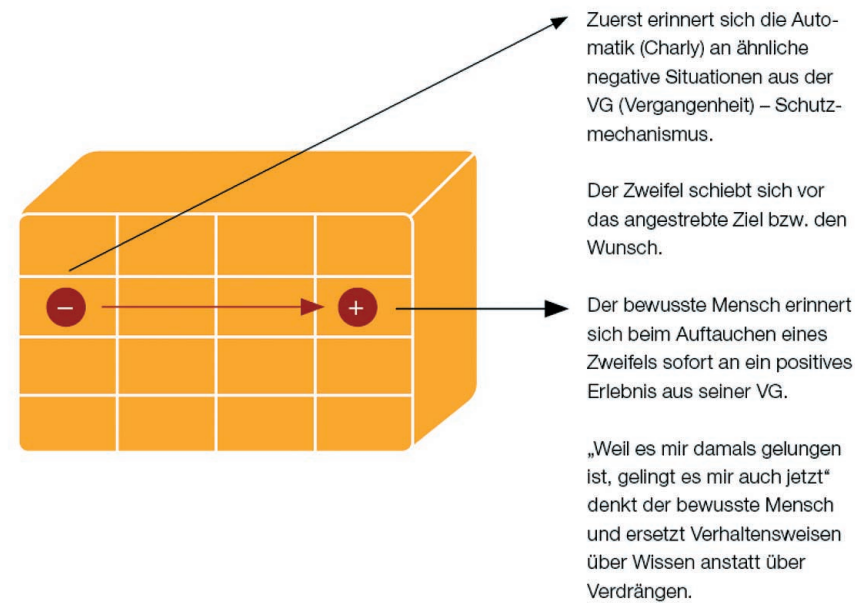 Zuerst erinnert sich die Auto-
matik (Charly) an ähnliche
negative Situationen aus der
VG (Vergangenheit) – Schutz-
mechanismus.
Der Zweifel schiebt sich vor
das angestrebte Ziel bzw. den
Wunsch.
– +
Der bewusste Mensch erinnert
sich beim Auftauchen eines
Zweifels sofort an ein positives
Erlebnis aus seiner VG.
„Weil es mir damals gelungen
ist, gelingt es mir auch jetzt“
denkt der bewusste Mensch
und ersetzt Verhaltensweisen
über Wissen anstatt über
Verdrängen.